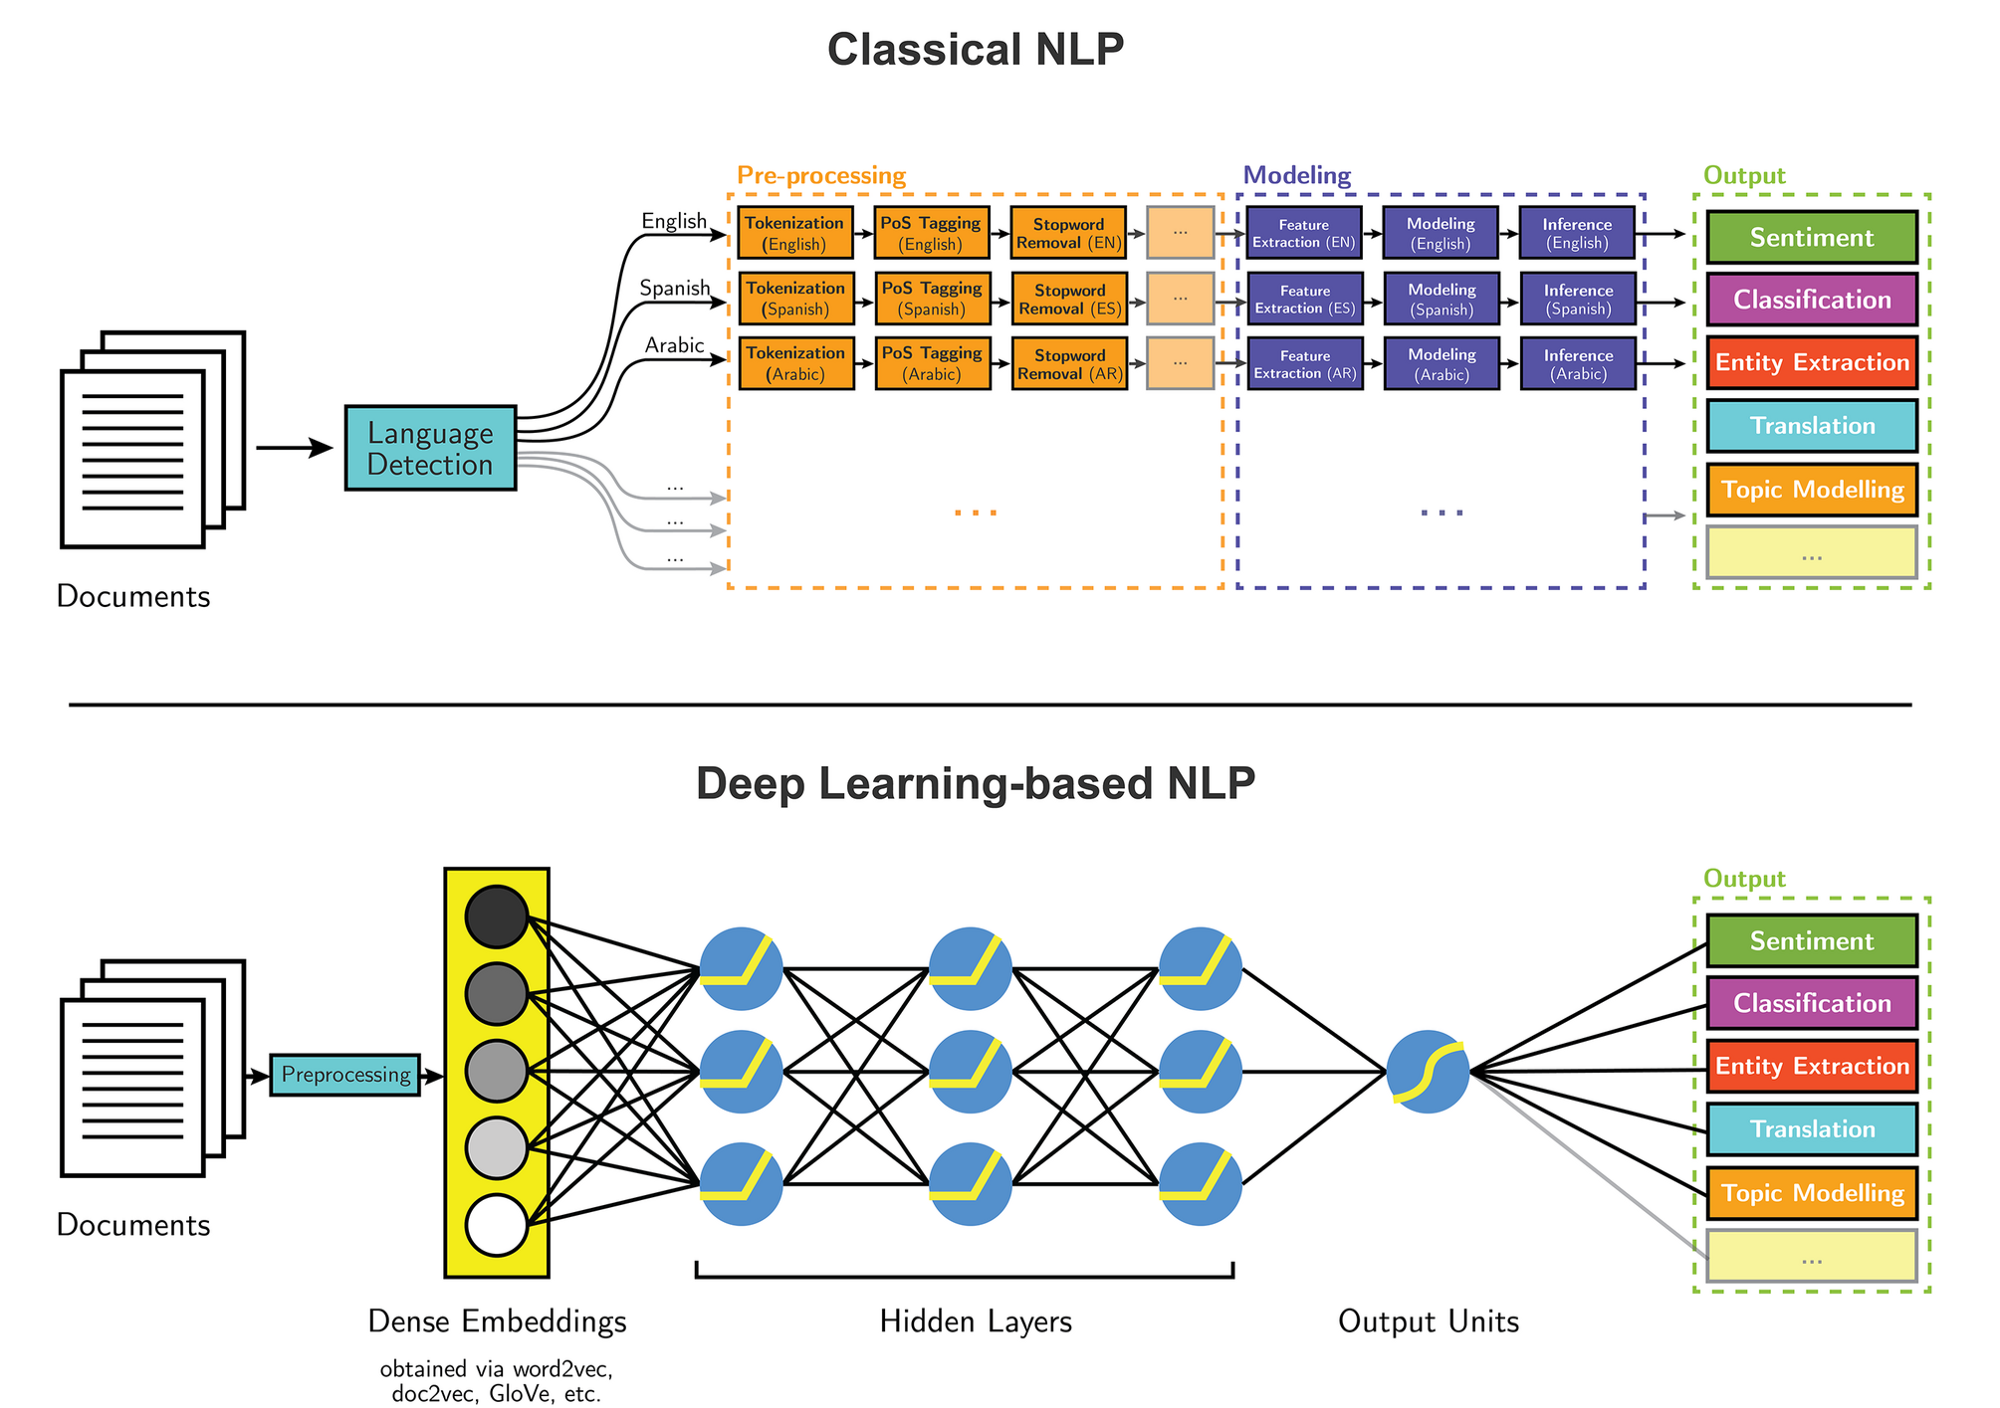 Classical NLP
Pre-processing
Modeling
Output
English
Tokenization
(English)
PoS Tagging
(English)
Stopword
Removal (EN)
...
Feature
Extraction (EN)
Modeling
(English)
Inference
(English)
Spanish
Tokenization
(Spanish)
PoS Tagging
(Spanish)
Stopword
Removal (ES)
...
Feature
Extraction (ES)
Modeling
(Spanish)
Inference
(Spanish)
Arabic
Tokenization
(Arabic)
PoS Tagging
(Arabic)
Stopword
Removal (AR)
...
Feature
Extraction (AR)
Modeling
(Arabic)
Inference
(Arabic)
Language
Detection
...
...
...
...
...
Sentiment
Classification
Entity Extraction
Translation
Topic Modelling
...
Documents
Deep Learning-based NLP
Output
Preprocessing
Sentiment
Classification
Entity Extraction
Translation
Topic Modelling
...
Documents
Dense Embeddings
obtained via word2vec,
doc2vec, GloVe, etc.
Hidden Layers
Output Units